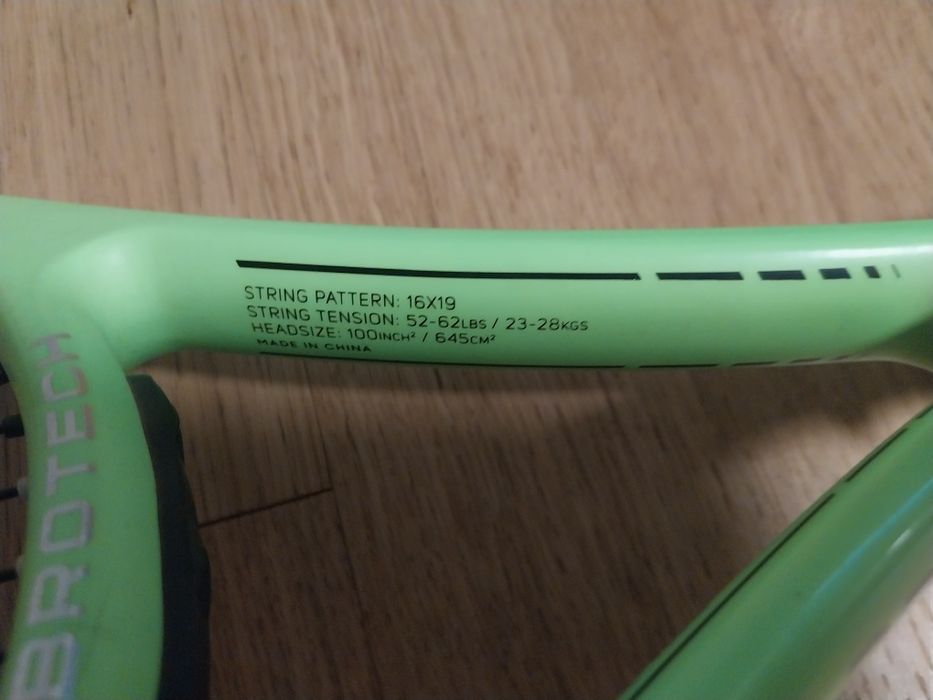 STRING PATTERN: 16X19
STRING TENSION: 52-62LBS / 23-28KGS
HEADSIZE: 100INCH² / 645CM²
MADE IN CHINA
BROTECH